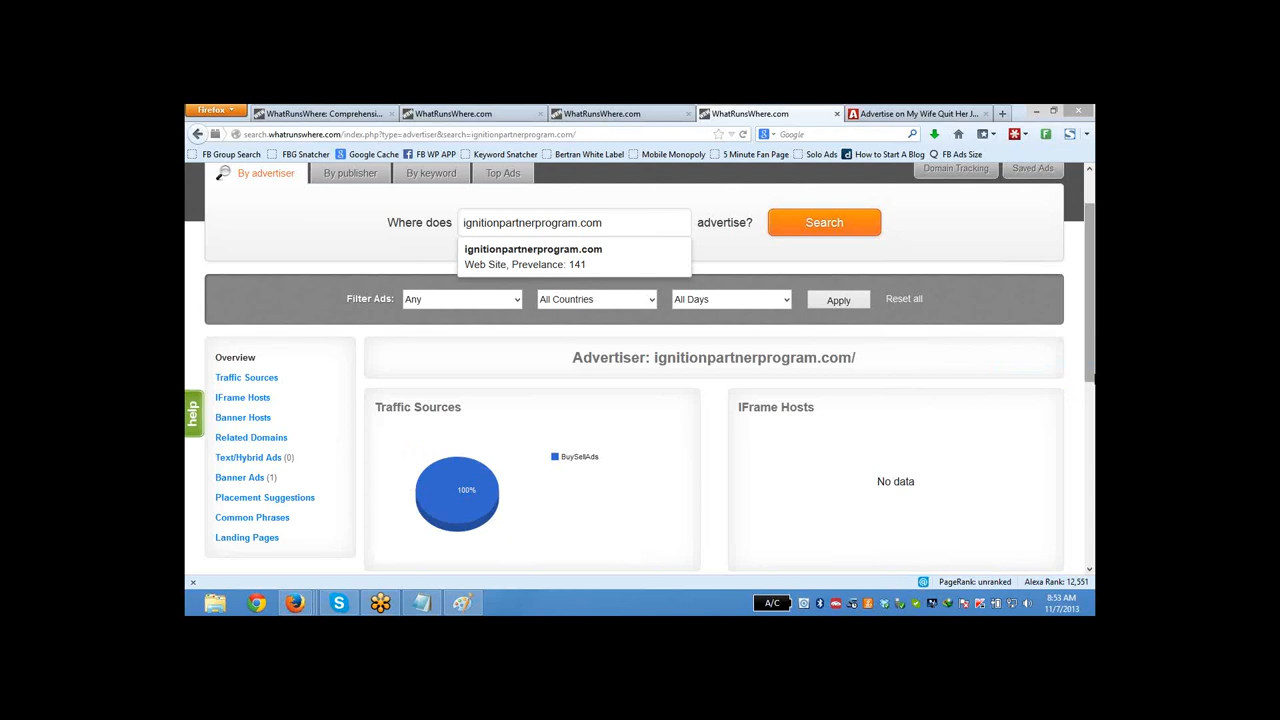 Firefox
WhatRunsWhere: Comprehensi...
WhatRunsWhere.com
WhatRunsWhere.com
WhatRunsWhere.com
Advertise on My Wife Quit Her J...
search.whatrunswhere.com/index.php?type=advertiser&search=ignitionpartnerprogram.com/
Google
FB Group Search
FBG Snatcher
Google Cache
FB WP APP
Keyword Snatcher
Bertran White Label
Mobile Monopoly
5 Minute Fan Page
Solo Ads
How to Start A Blog
FB Ads Size
By advertiser
By publisher
By keyword
Top Ads
Domain Tracking
Saved Ads
Where does ignitionpartnerprogram.com advertise? Search
ignitionpartnerprogram.com
Web Site, Prevelance: 141
Filter Ads: Any All Countries All Days Apply Reset all
Overview
Traffic Sources
IFrame Hosts
Banner Hosts
Related Domains
Text/Hybrid Ads (0)
Banner Ads (1)
Placement Suggestions
Common Phrases
Landing Pages
help
Advertiser: ignitionpartnerprogram.com/
Traffic Sources
BuySellAds
100%
IFrame Hosts
No data
PageRank: unranked
Alexa Rank: 12,551
A/C
8:53 AM
11/7/2013